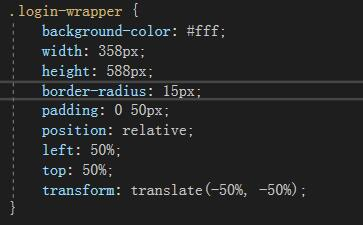 .login-wrapper {
background-color: #fff;
width: 358px;
height: 588px;
border-radius: 15px;
padding: 0 50px;
position: relative;
left: 50%;
top: 50%;
transform: translate(-50%, -50%);
}